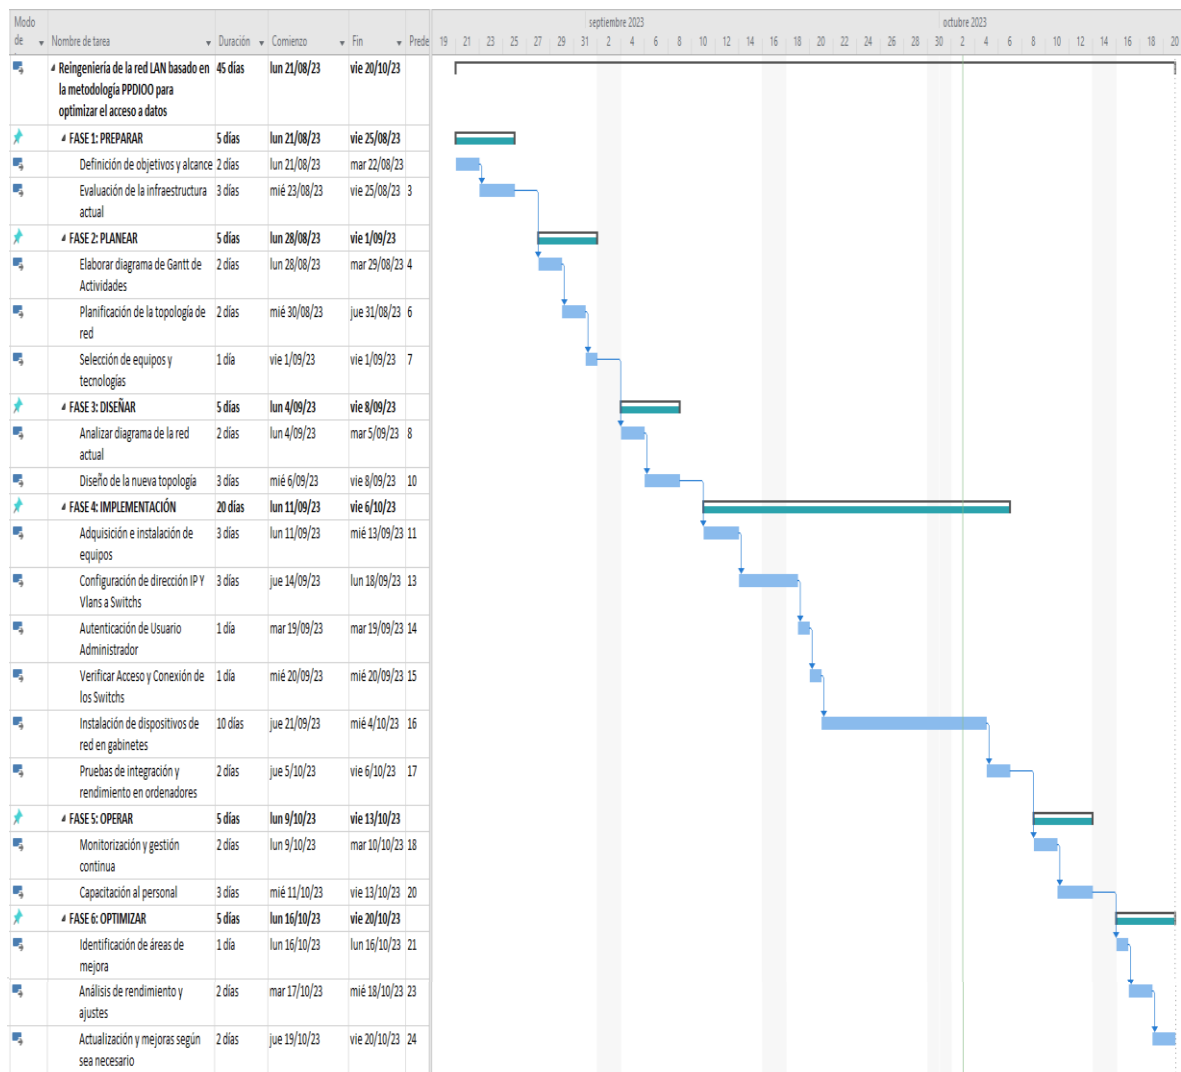 septiembre 2023 octubre 2023
Modo de Nombre de tarea Duración Comienzo Fin Prede 19 21 23 25 27 29 31 2 4 6 8 10 12 14 16 18 20 22 24 26 28 30 2 4 6 8 10 12 14 16 18 20
Reingeniería de la red LAN basado en 45 días lun 21/08/23 vie 20/10/23
la metodología PPDIOO para
optimizar el acceso a datos
FASE 1: PREPARAR 5 días lun 21/08/23 vie 25/08/23
Definición de objetivos y alcance 2 días lun 21/08/23 mar 22/08/23
Evaluación de la infraestructura 3 días mié 23/08/23 vie 25/08/23 3
actual
FASE 2: PLANEAR 5 días lun 28/08/23 vie 1/09/23
Elaborar diagrama de Gantt de 2 días lun 28/08/23 mar 29/08/23 4
Actividades
Planificación de la topología de 2 días mié 30/08/23 jue 31/08/23 6
red
Selección de equipos y 1 día vie 1/09/23 vie 1/09/23 7
tecnologías
FASE 3: DISEÑAR 5 días lun 4/09/23 vie 8/09/23
Analizar diagrama de la red 2 días lun 4/09/23 mar 5/09/23 8
actual
Diseño de la nueva topología 3 días mié 6/09/23 vie 8/09/23 10
FASE 4: IMPLEMENTACIÓN 20 días lun 11/09/23 vie 6/10/23
Adquisición e instalación de 3 días lun 11/09/23 mié 13/09/23 11
equipos
Configuración de dirección IP Y 3 días jue 14/09/23 lun 18/09/23 13
Vlans a Switchs
Autenticación de Usuario 1 día mar 19/09/23 mar 19/09/23 14
Administrador
Verificar Acceso y Conexión de 1 día mié 20/09/23 mié 20/09/23 15
los Switchs
Instalación de dispositivos de 10 días jue 21/09/23 mié 4/10/23 16
red en gabinetes
Pruebas de integración y 2 días jue 5/10/23 vie 6/10/23 17
rendimiento en ordenadores
FASE 5: OPERAR 5 días lun 9/10/23 vie 13/10/23
Monitorización y gestión 2 días lun 9/10/23 mar 10/10/23 18
continua
Capacitación al personal 3 días mié 11/10/23 vie 13/10/23 20
FASE 6: OPTIMIZAR 5 días lun 16/10/23 vie 20/10/23
Identificación de áreas de 1 día lun 16/10/23 lun 16/10/23 21
mejora
Análisis de rendimiento y 2 días mar 17/10/23 mié 18/10/23 23
ajustes
Actualización y mejoras según 2 días jue 19/10/23 vie 20/10/23 24
sea necesario